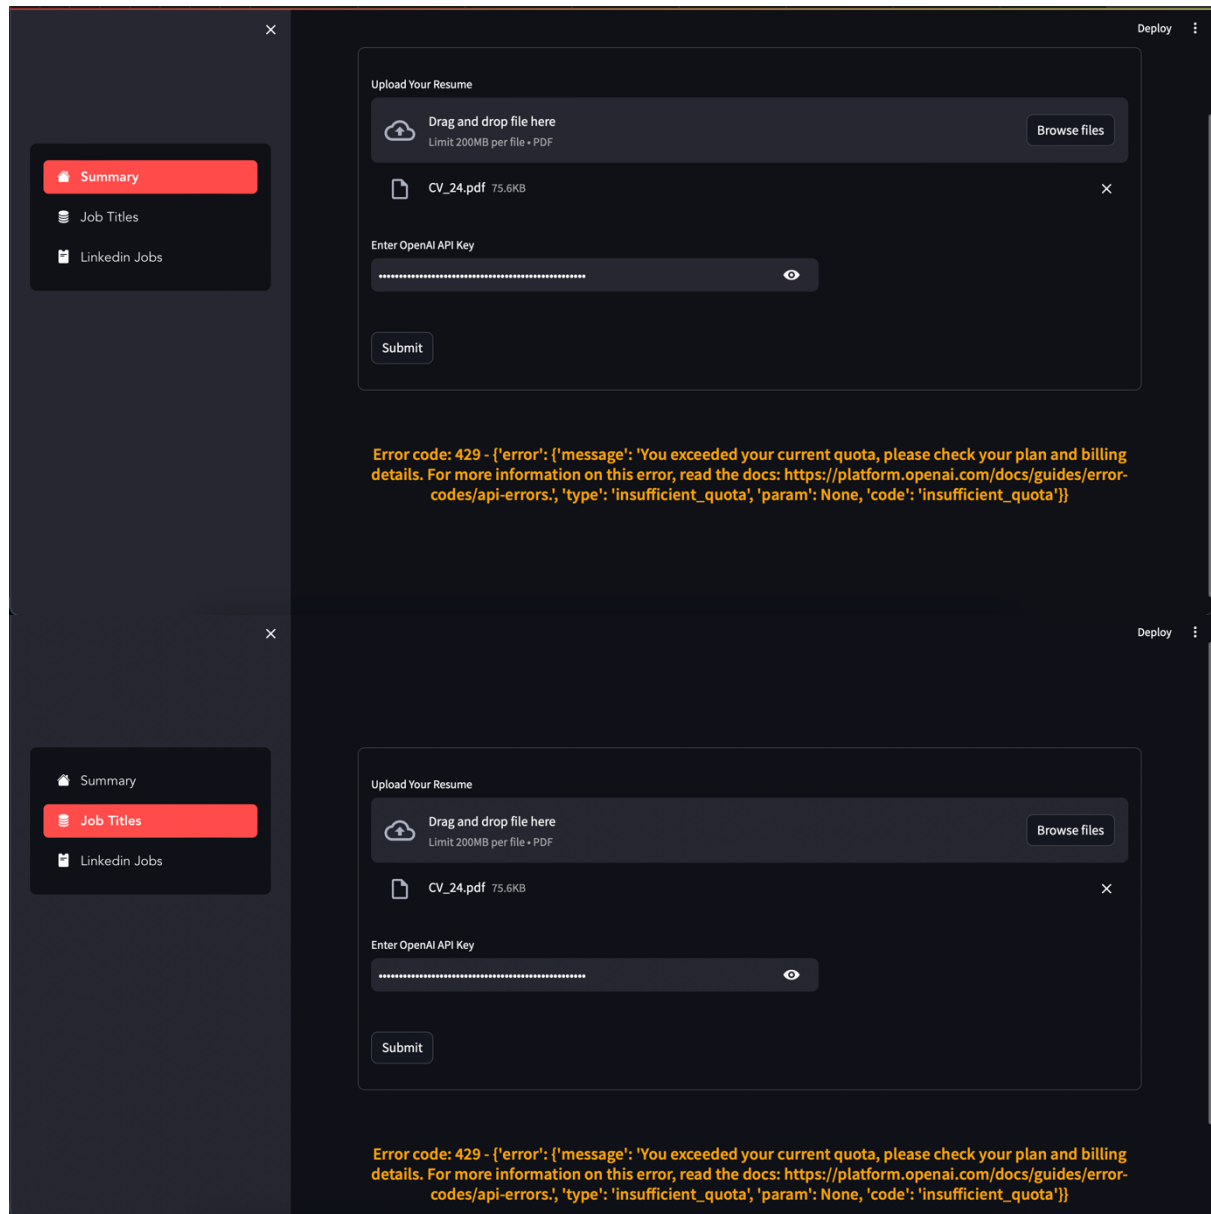 Deploy
Upload Your Resume
Drag and drop file here
Limit 200MB per file • PDF
Browse files
CV_24.pdf 75.6KB
Summary
Job Titles
Linkedin Jobs
Enter OpenAI API Key
Submit
Error code: 429 - {'error': {'message': 'You exceeded your current quota, please check your plan and billing
details. For more information on this error, read the docs: https://platform.openai.com/docs/guides/error-
codes/api-errors.', 'type': 'insufficient_quota', 'param': None, 'code': 'insufficient_quota'}}
Deploy
Summary
Job Titles
Linkedin Jobs
Upload Your Resume
Drag and drop file here
Limit 200MB per file • PDF
Browse files
CV_24.pdf 75.6KB
Enter OpenAI API Key
Submit
Error code: 429 - {'error': {'message': 'You exceeded your current quota, please check your plan and billing
details. For more information on this error, read the docs: https://platform.openai.com/docs/guides/error-
codes/api-errors.', 'type': 'insufficient_quota', 'param': None, 'code': 'insufficient_quota'}}